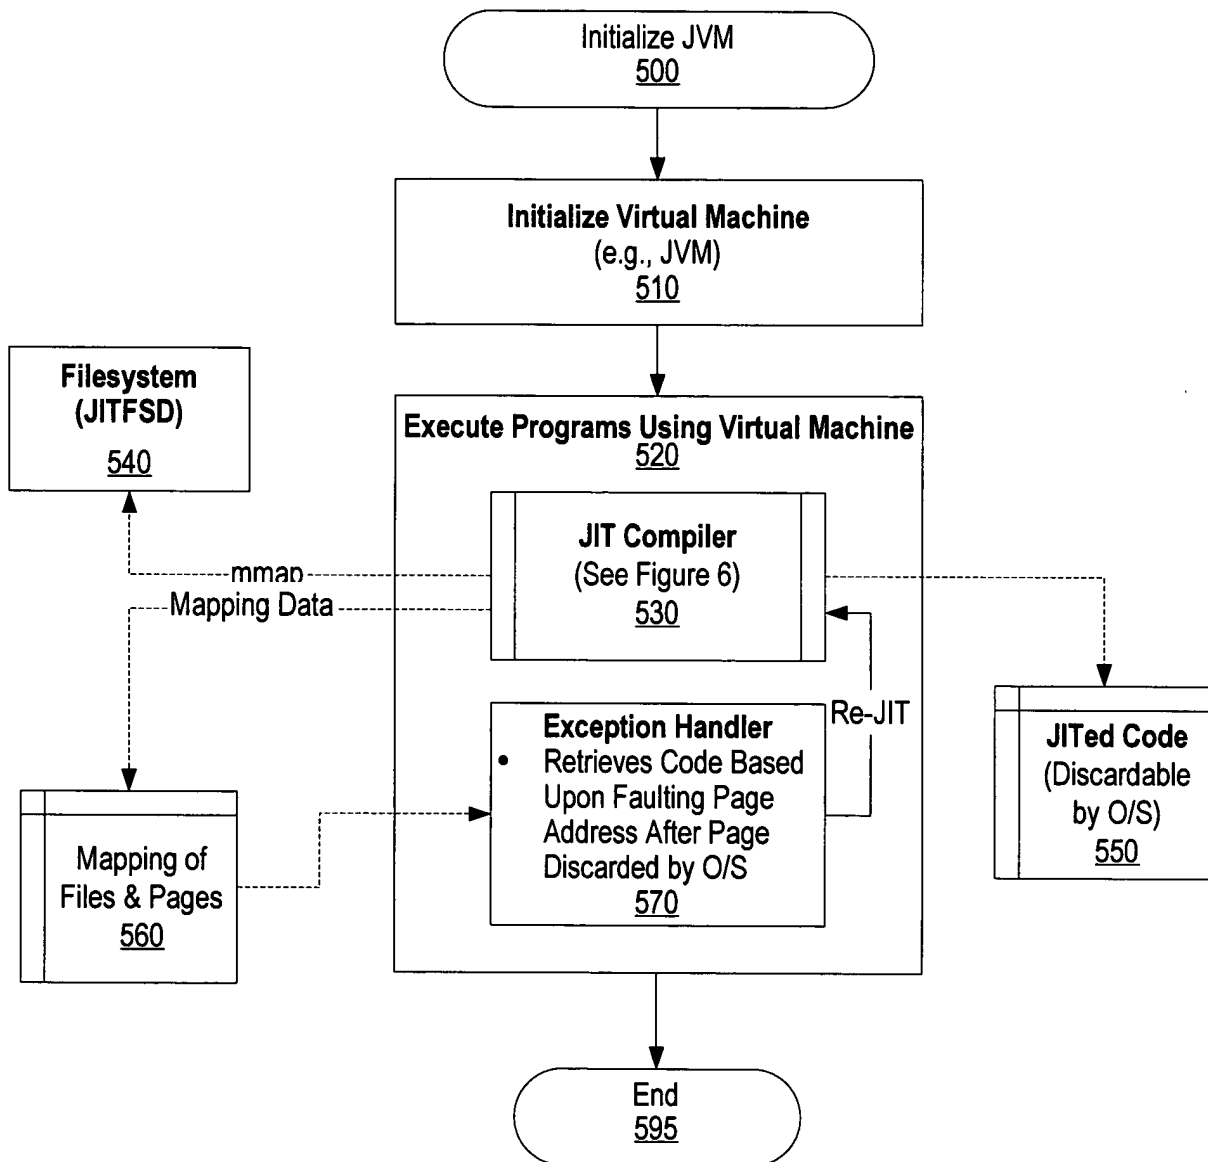 Initialize JVM
500
Initialize Virtual Machine
(e.g., JVM)
510
Filesystem
(JITFSD)
540
Execute Programs Using Virtual Machine
520
JIT Compiler
(See Figure 6)
530
mmap
Mapping Data
Re-JIT
Exception Handler
• Retrieves Code Based
Upon Faulting Page
Address After Page
Discarded by O/S
570
JITed Code
(Discardable
by O/S)
550
Mapping of
Files & Pages
560
End
595